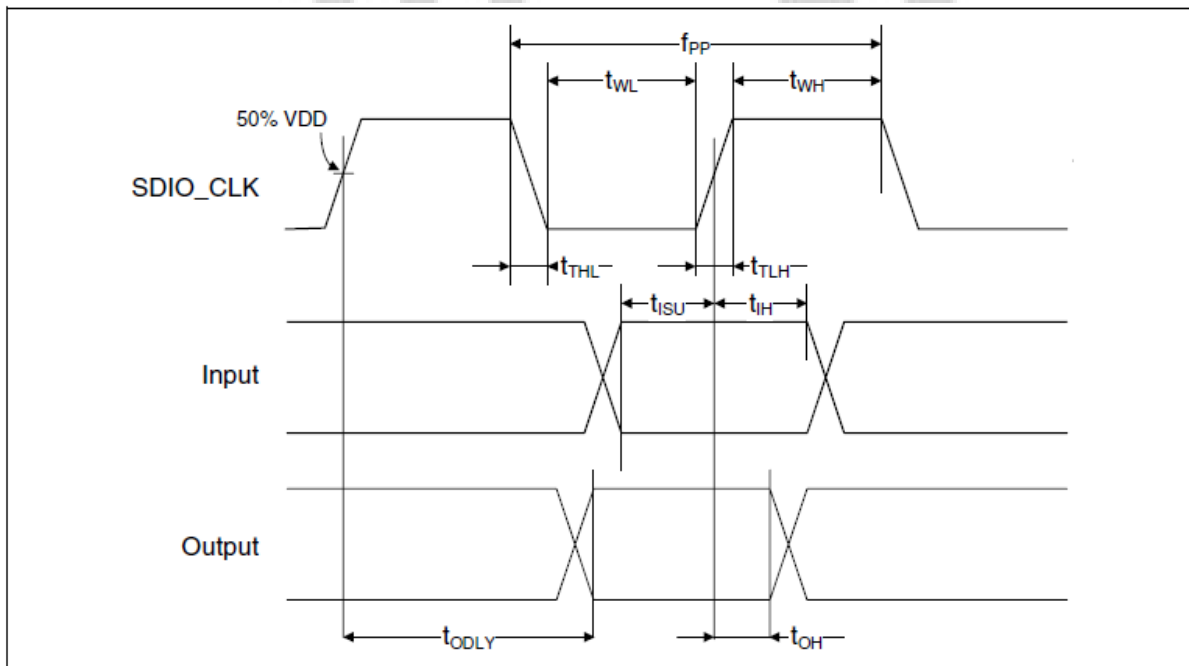 fPP
tWL
tWH
50% VDD
SDIO_CLK
tTHL
tTLH
tISU
tIH
Input
Output
tODLY
tOH